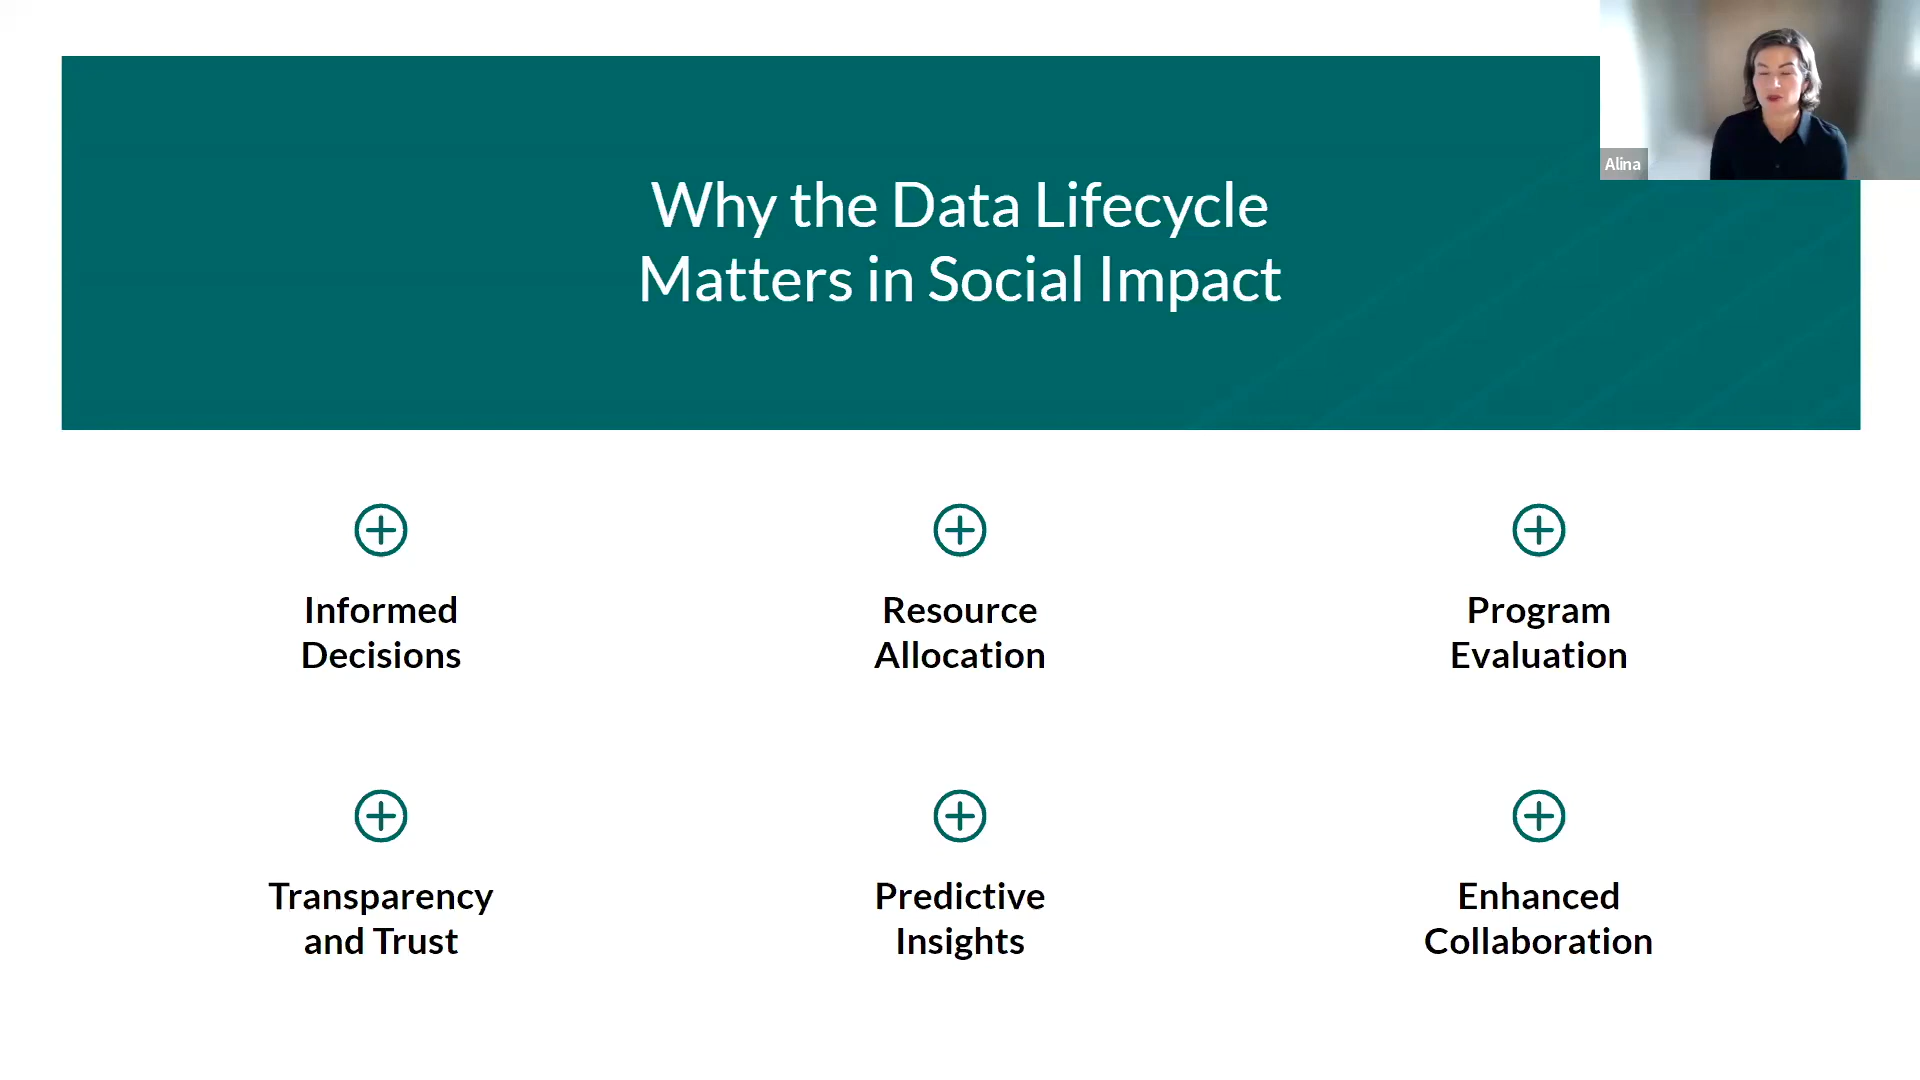 Why the Data Lifecycle
Matters in Social Impact
Alina
Informed
Decisions
Resource
Allocation
Program
Evaluation
Transparency
and Trust
Predictive
Insights
Enhanced
Collaboration